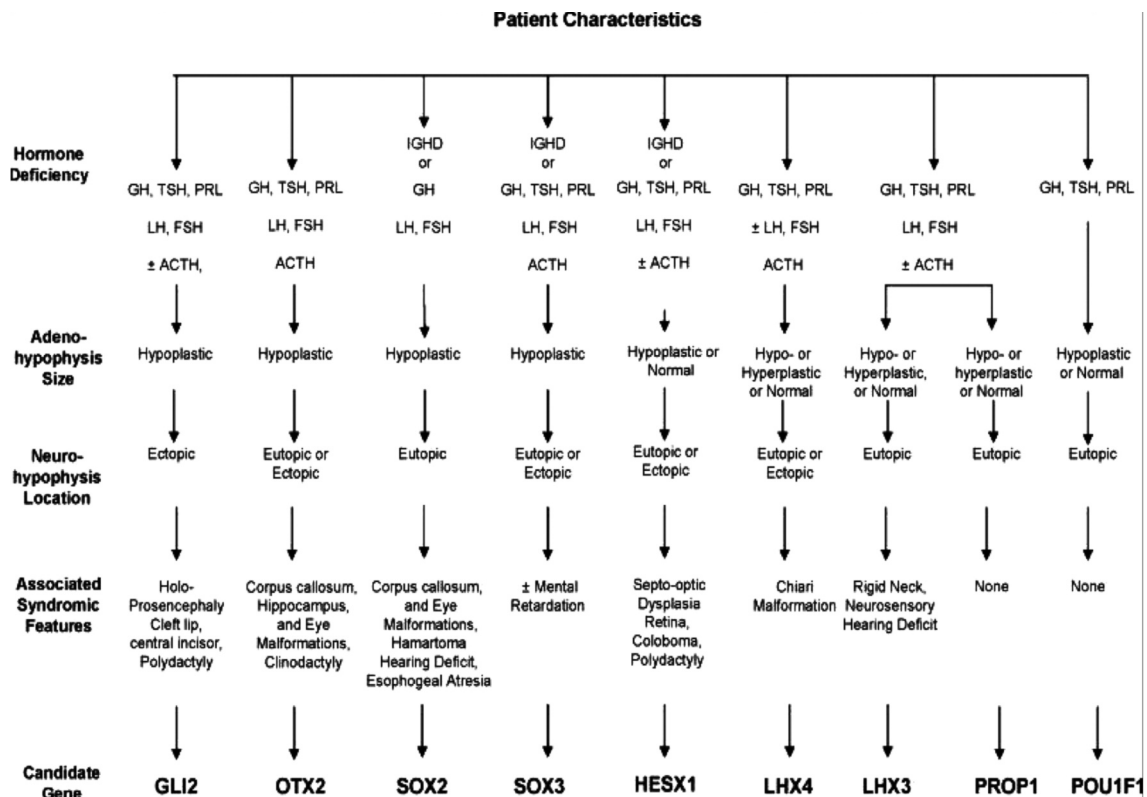 Patient Characteristics
Hormone
Deficiency
GH, TSH, PRL
LH, FSH
± ACTH,
GH, TSH, PRL
LH, FSH
ACTH
IGHD
or
GH
LH, FSH
IGHD
or
GH, TSH, PRL
LH, FSH
ACTH
IGHD
or
GH, TSH, PRL
LH, FSH
± ACTH
GH, TSH, PRL
± LH, FSH
ACTH
GH, TSH, PRL
LH, FSH
± ACTH
GH, TSH, PRL
Adeno-
hypophysis
Size
Hypoplastic
Hypoplastic
Hypoplastic
Hypoplastic
Hypoplastic or
Normal
Hypo- or
Hyperplastic
or Normal
Hypo- or
Hyperplastic,
or Normal
Hypo- or
hyperplastic
or Normal
Hypoplastic
or Normal
Neuro-
hypophysis
Location
Ectopic
Eutopic or
Ectopic
Eutopic
Eutopic or
Ectopic
Eutopic or
Ectopic
Eutopic or
Ectopic
Eutopic
Eutopic
Eutopic
Associated
Syndromic
Features
Holo-
Prosencephaly
Cleft lip,
central incisor,
Polydactyly
Corpus callosum,
Hippocampus,
and Eye
Malformations,
Clinodactyly
Corpus callosum,
and Eye
Malformations,
Hamartoma
Hearing Deficit,
Esophogeal Atresia
± Mental
Retardation
Septo-optic
Dysplasia
Retina,
Coloboma,
Polydactyly
Chiari
Malformation
Rigid Neck,
Neurosensory
Hearing Deficit
None
None
Candidate
Gene
GLI2
OTX2
SOX2
SOX3
HESX1
LHX4
LHX3
PROP1
POU1F1